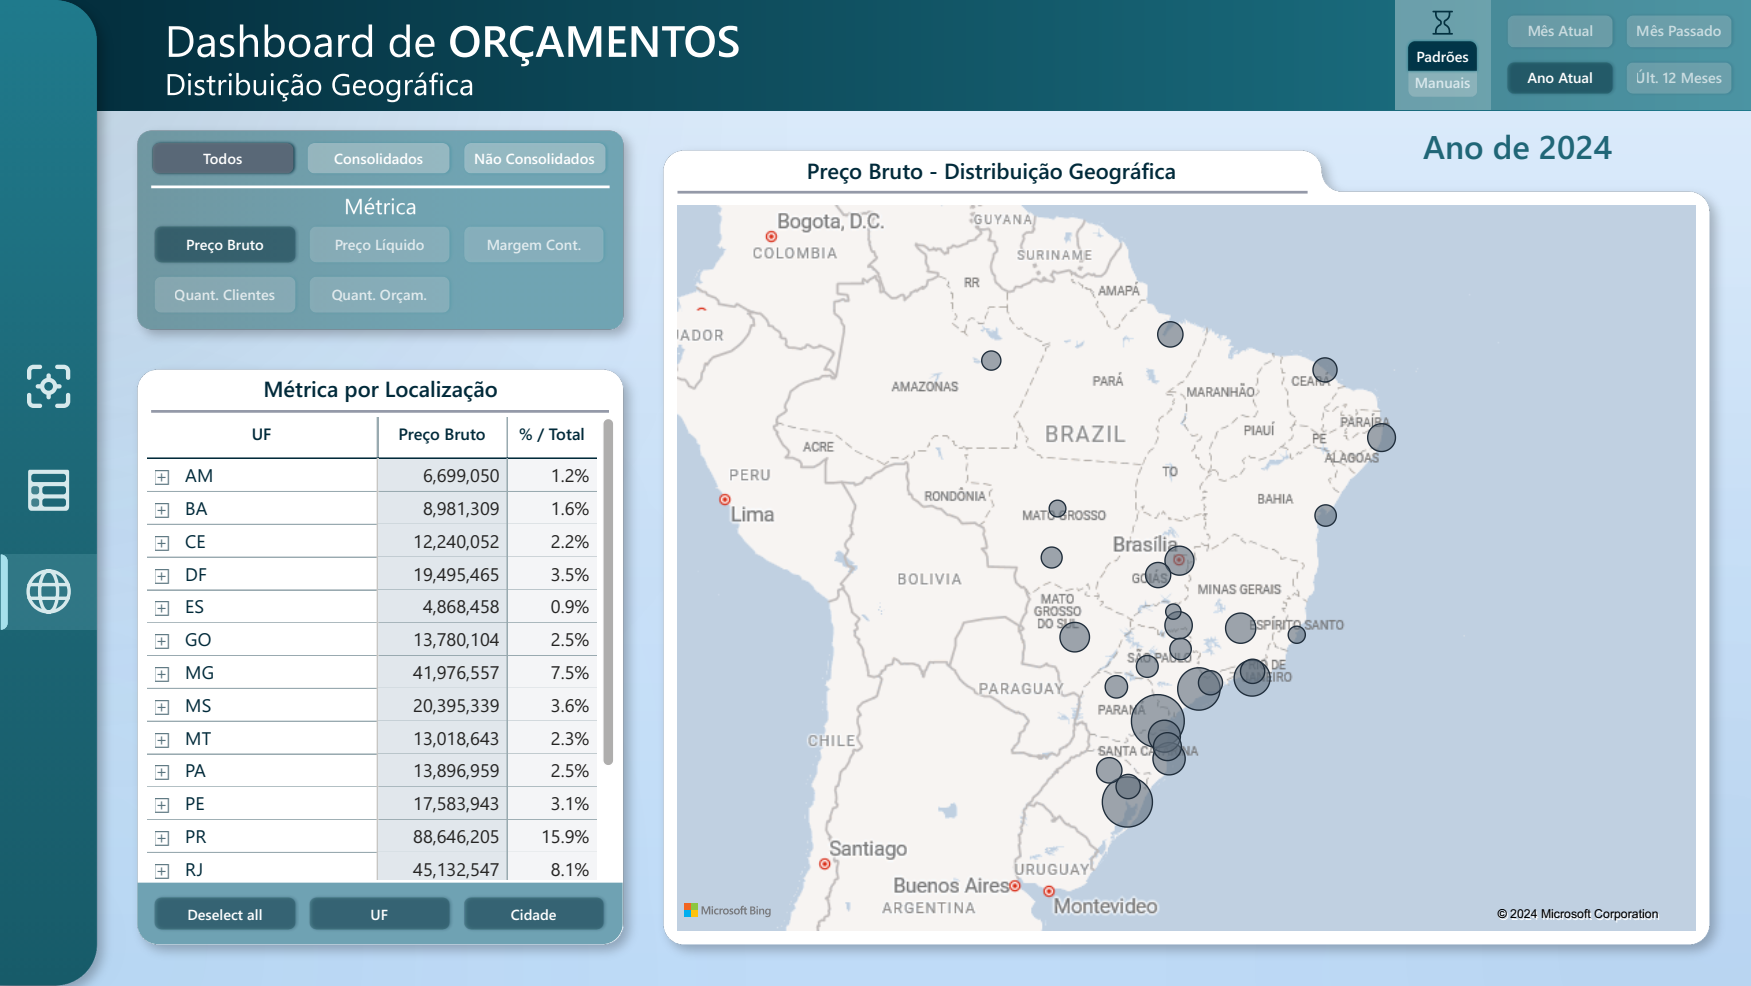 Dashboard de ORÇAMENTOS
Distribuição Geográfica
Padrões
Manuais
Mês Atual
Mês Passado
Ano Atual
Últ. 12 Meses
Todos
Consolidados
Não Consolidados
Métrica
Preço Bruto
Preço Líquido
Margem Cont.
Quant. Clientes
Quant. Orçam.
Métrica por Localização
UF Preço Bruto % / Total
AM 6,699,050 1.2%
BA 8,981,309 1.6%
CE 12,240,052 2.2%
DF 19,495,465 3.5%
ES 4,868,458 0.9%
GO 13,780,104 2.5%
MG 41,976,557 7.5%
MS 20,395,339 3.6%
MT 13,018,643 2.3%
PA 13,896,959 2.5%
PE 17,583,943 3.1%
PR 88,646,205 15.9%
RJ 45,132,547 8.1%
Deselect all
UF
Cidade
Ano de 2024
Preço Bruto - Distribuição Geográfica
Bogota, D.C.
GUYANA
COLOMBIA
SURINAME
RR
AMAPÁ
ADOR
AMAZONAS
PARÁ
MARANHÃO
CEARÁ
BRAZIL
PARAÍBA
PIAUÍ
PE
ACRE
ALAGOAS
PERU
TO
RONDÔNIA
BAHIA
Lima
MATO GROSSO
Brasília
BOLIVIA
GOIÁS
MINAS GERAIS
MATO
GROSSO
DO SUL
ESPÍRITO SANTO
SÃO PAULO
RIO DE
JANEIRO
PARAGUAY
PARANÁ
CHILE
SANTA CATARINA
Santiago
URUGUAY
Buenos Aires
Montevideo
ARGENTINA
Microsoft Bing
© 2024 Microsoft Corporation